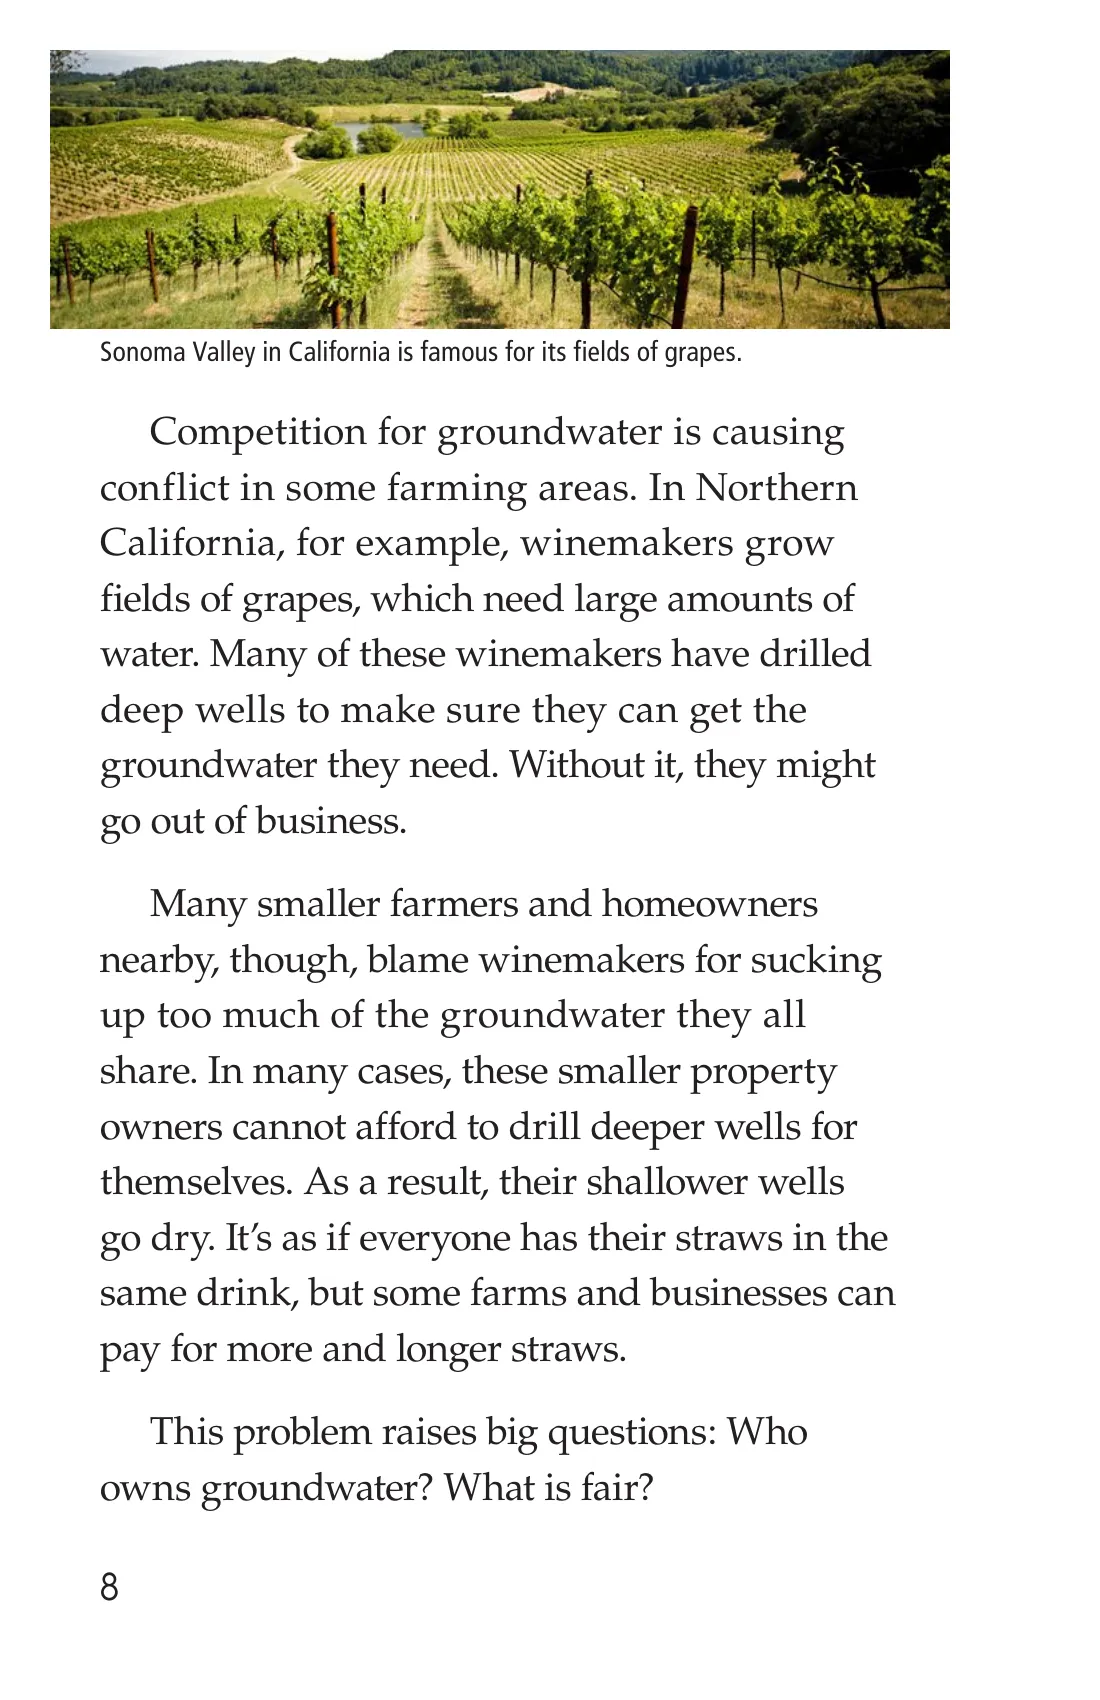 Sonoma Valley in California is famous for its fields of grapes.
Competition for groundwater is causing
conflict in some farming areas. In Northern
California, for example, winemakers grow
fields of grapes, which need large amounts of
water. Many of these winemakers have drilled
deep wells to make sure they can get the
groundwater they need. Without it, they might
go out of business.
Many smaller farmers and homeowners
nearby, though, blame winemakers for sucking
up too much of the groundwater they all
share. In many cases, these smaller property
owners cannot afford to drill deeper wells for
themselves. As a result, their shallower wells
go dry. It’s as if everyone has their straws in the
same drink, but some farms and businesses can
pay for more and longer straws.
This problem raises big questions: Who
owns groundwater? What is fair?
8